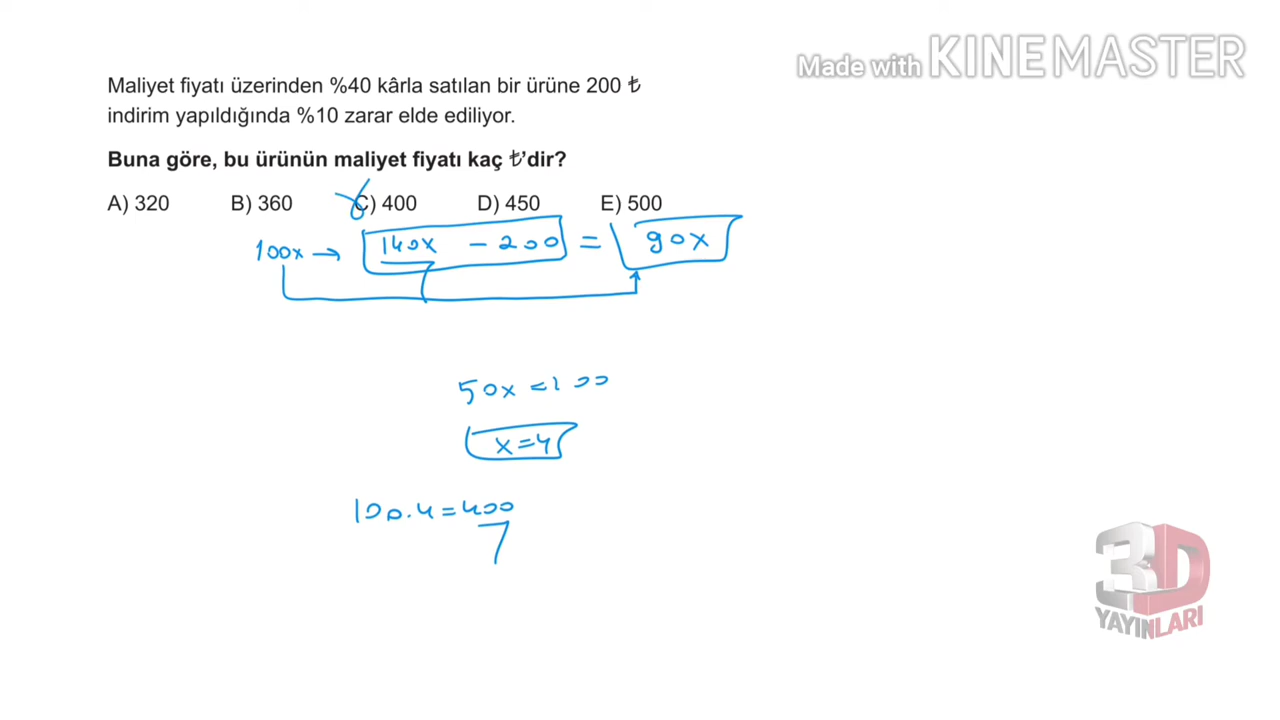 Made with KINEMASTER
Maliyet fiyatı üzerinden %40 kârla satılan bir ürüne 200 ₺
indirim yapıldığında %10 zarar elde ediliyor.
Buna göre, bu ürünün maliyet fiyatı kaç ₺'dir?
A) 320 B) 360 C) 400 D) 450 E) 500
100x → 140x - 200 = 90x
50x = 100
x = 4
100.4 = 400
3D
YAYINLARI